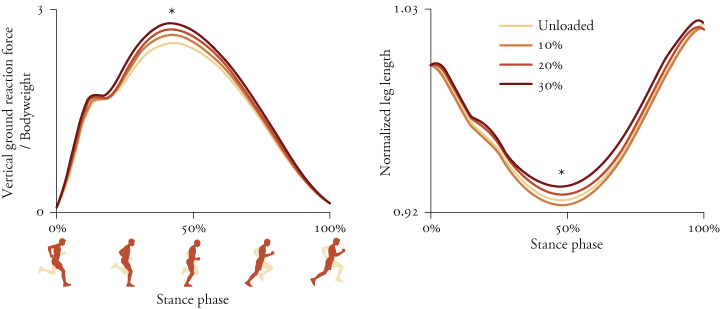 3
*
Vertical ground reaction force
/ Bodyweight
0
0%
50%
100%
Stance phase
1.03
Unloaded
10%
20%
30%
Normalized leg length
*
0.92
0%
50%
100%
Stance phase